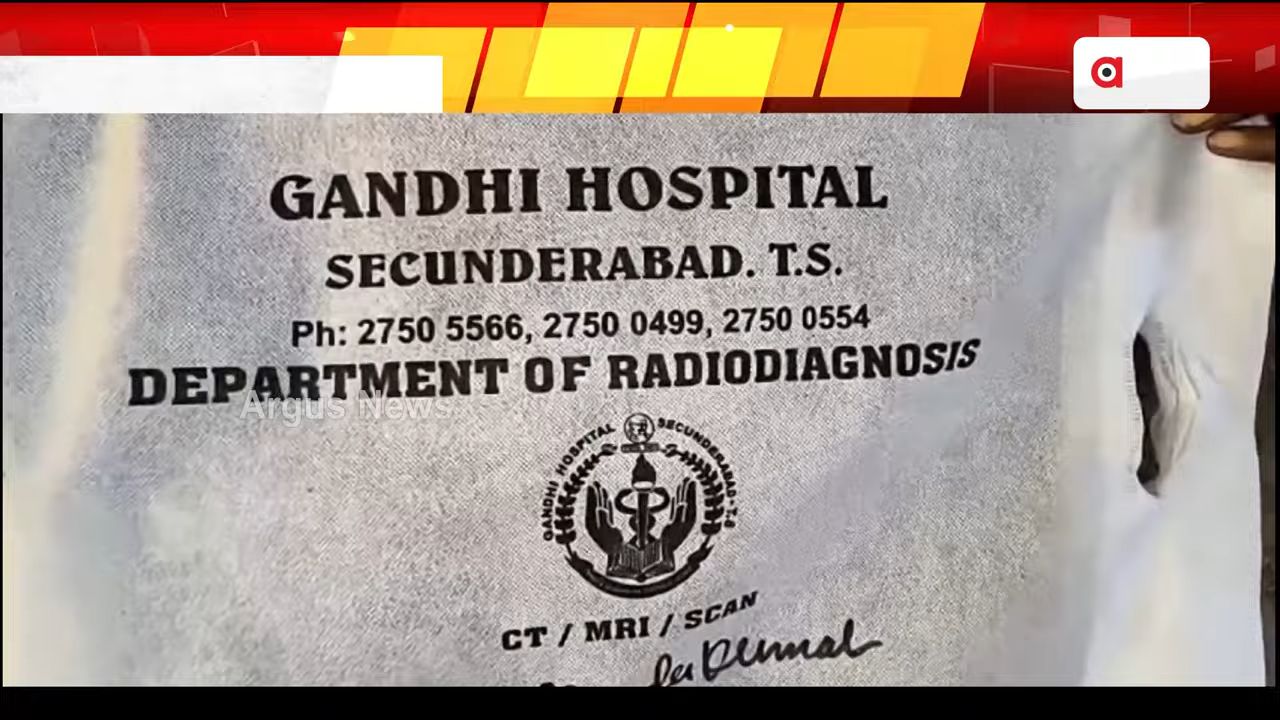 a
GANDHI HOSPITAL
SECUNDERABAD. T.S.
Ph: 2750 5566, 2750 0499, 2750 0554
DEPARTMENT OF RADIODIAGNOSIS
Argus News
GANDHI HOSPITAL SECUNDERABAD - T.S
CT / MRI / SCAN